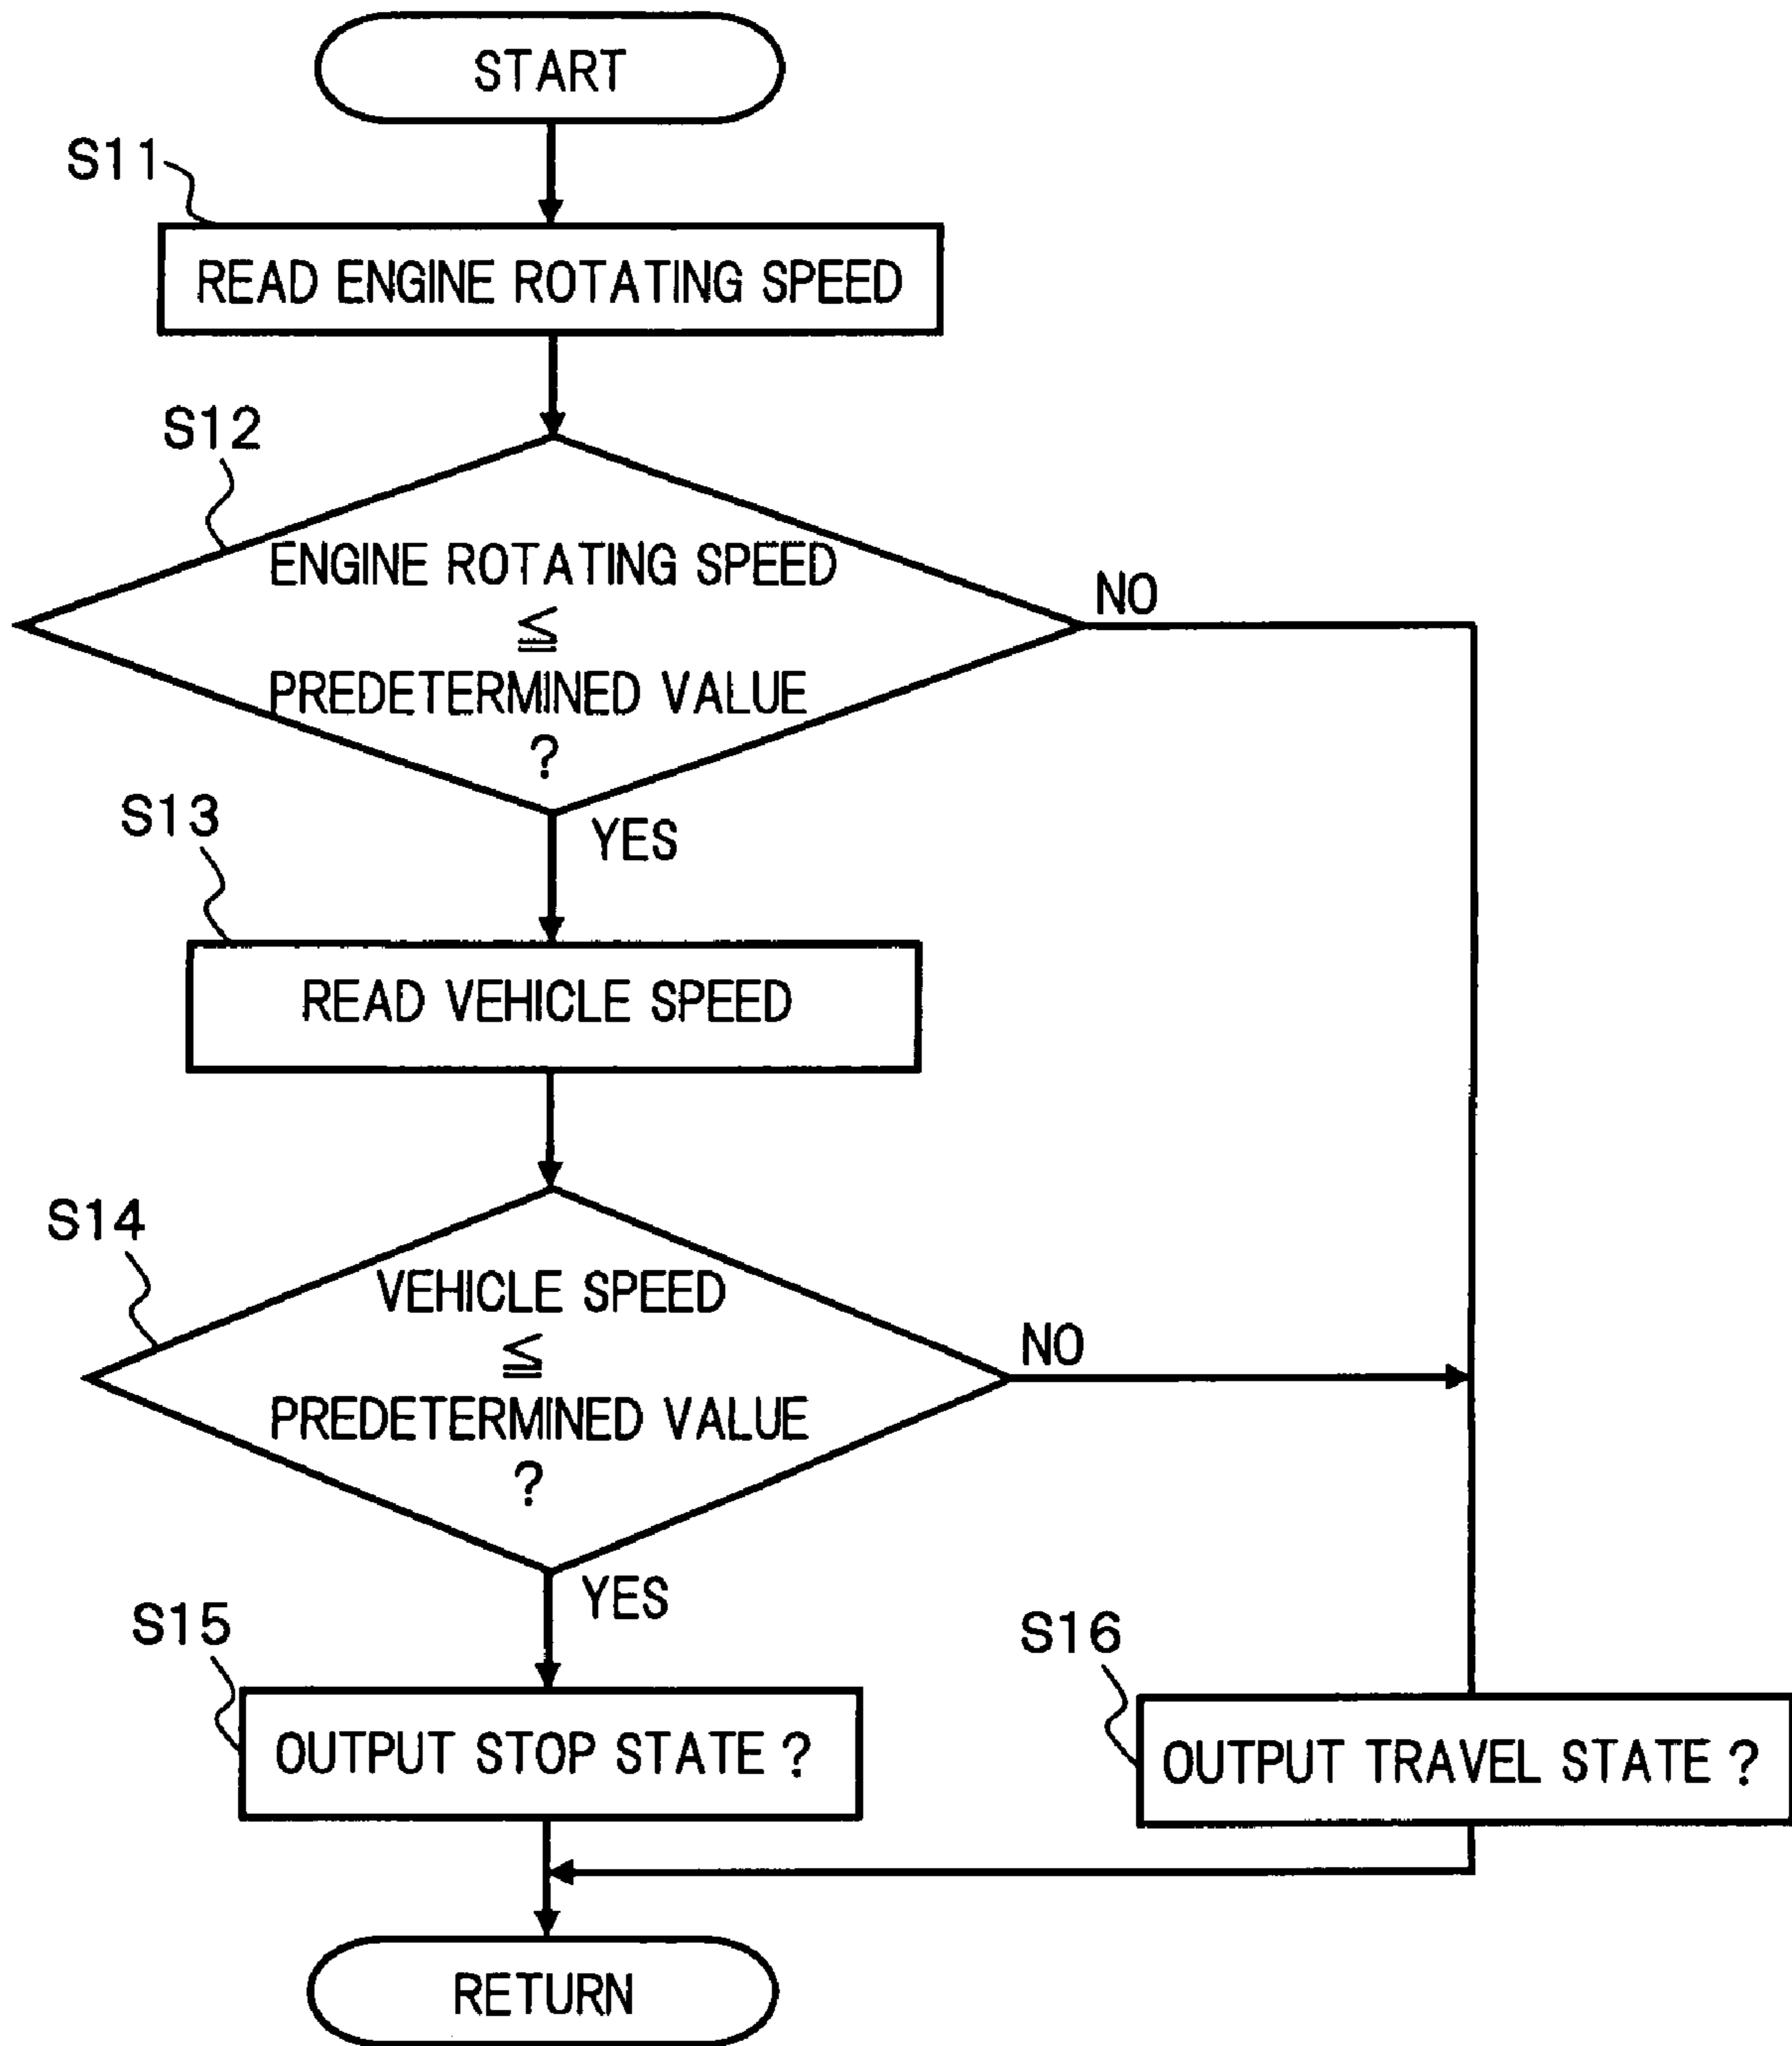 START
S11
READ ENGINE ROTATING SPEED
S12
ENGINE ROTATING SPEED
≦
PREDETERMINED VALUE
?
NO
YES
S13
READ VEHICLE SPEED
S14
VEHICLE SPEED
≦
PREDETERMINED VALUE
?
NO
YES
S15
OUTPUT STOP STATE ?
S16
OUTPUT TRAVEL STATE ?
RETURN